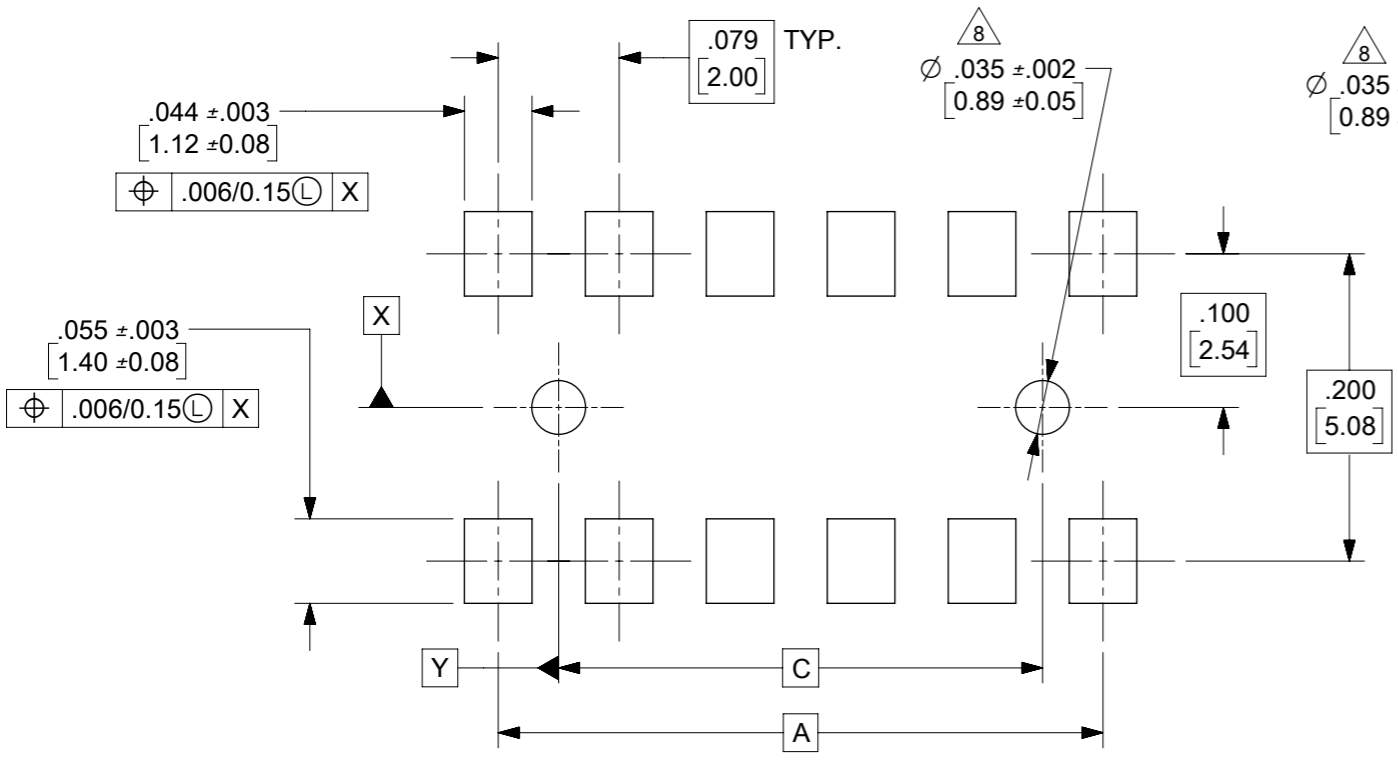 .079 TYP.
[2.00]
8
Ø .035 ±.002
[0.89 ±0.05]
8
Ø .035
[0.89
.044 ±.003
[1.12 ±0.08]
⌖ .006/0.15Ⓛ X
X
.055 ±.003
[1.40 ±0.08]
⌖ .006/0.15Ⓛ X
.100
[2.54]
.200
[5.08]
Y
C
A